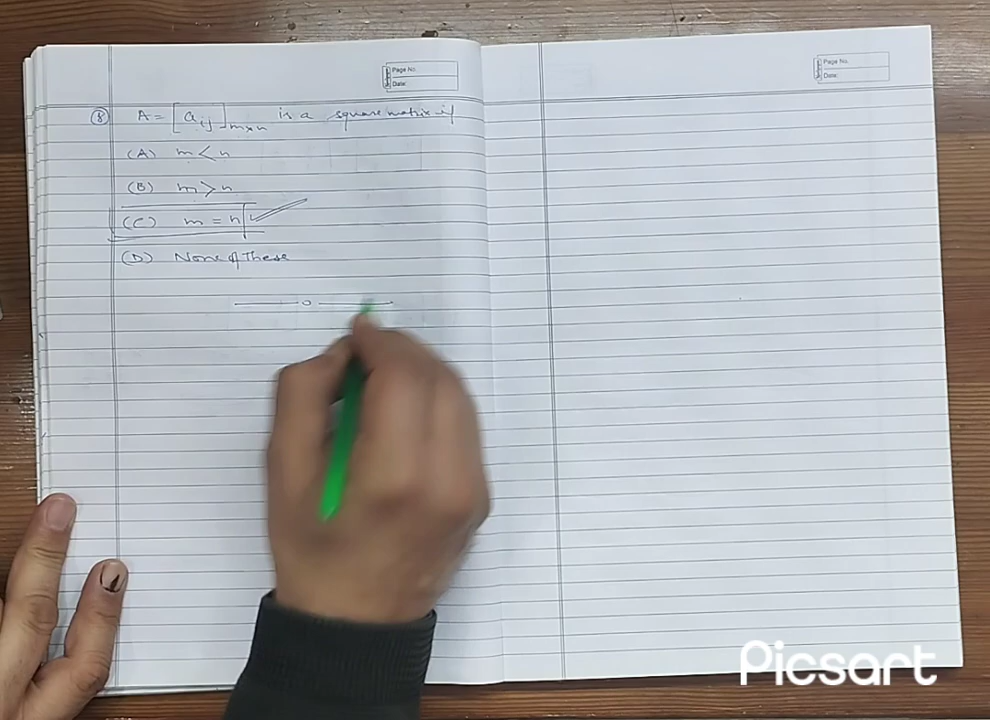 Page No.
Date:
Page No.
Date:
(8) A = [aij]m×n is a square matrix if
(A) m < n
(B) m > n
(C) m = n
(D) None of These
Picsart